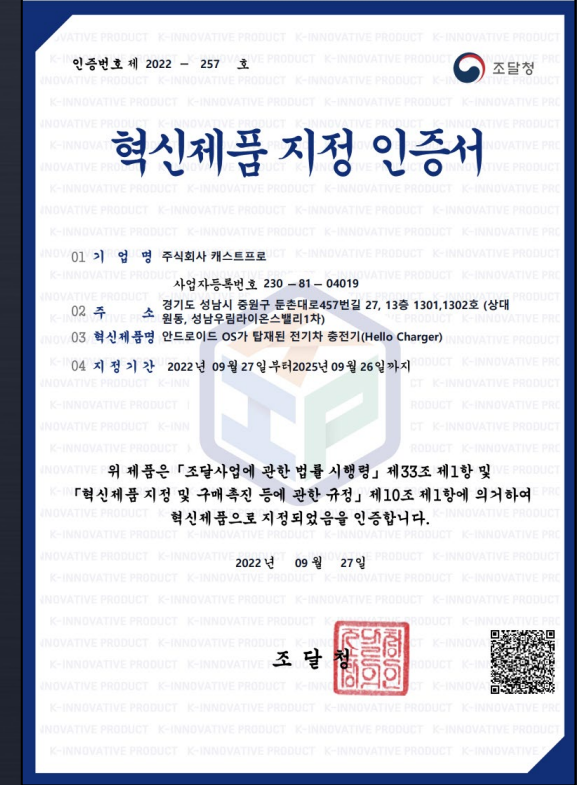 인증번호 제 2022 - 257 호
조달청
혁신제품 지정 인증서
01 기 업 명 주식회사 캐스트프로
사업자등록번호 230 - 81 - 04019
02 주 소 경기도 성남시 중원구 둔촌대로457번길 27, 13층 1301,1302호 (상대
원동, 성남우림라이온스밸리1차)
03 혁신제품명 안드로이드 OS가 탑재된 전기차 충전기(Hello Charger)
04 지정기간 2022년 09월 27일부터2025년 09월 26일까지
위 제품은 「조달사업에 관한 법률 시행령」 제33조 제1항 및
「혁신제품 지정 및 구매촉진 등에 관한 규정」 제10조 제1항에 의거하여
혁신제품으로 지정되었음을 인증합니다.
2022년 09월 27일
조달청